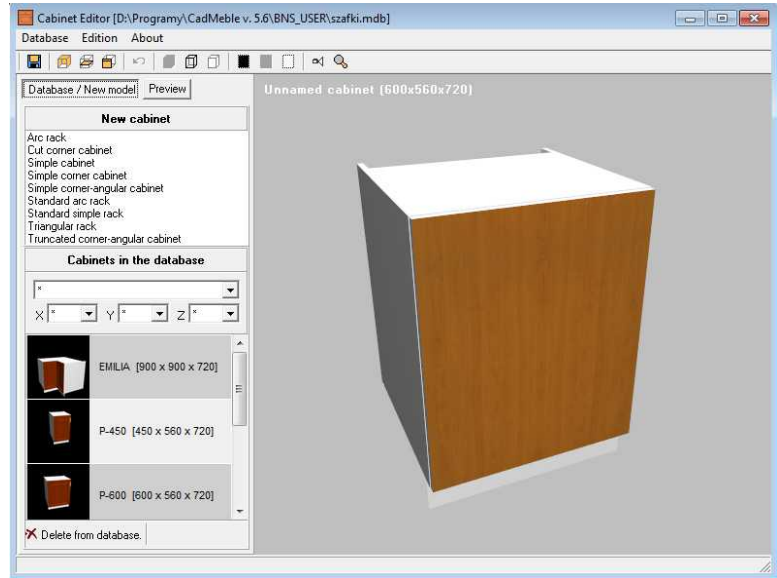 Cabinet Editor [D:\Programy\CadMeble v. 5.6\BNS_USER\szafki.mdb]
Database Edition About
Database / New model Preview
Unnamed cabinet (600x560x720)
New cabinet
Arc rack
Cut corner cabinet
Simple cabinet
Simple corner cabinet
Simple corner-angular cabinet
Standard arc rack
Standard simple rack
Triangular rack
Truncated corner-angular cabinet
Cabinets in the database
*
X * Y * Z *
EMILIA [900 x 900 x 720]
P-450 [450 x 560 x 720]
P-600 [600 x 560 x 720]
Delete from database.